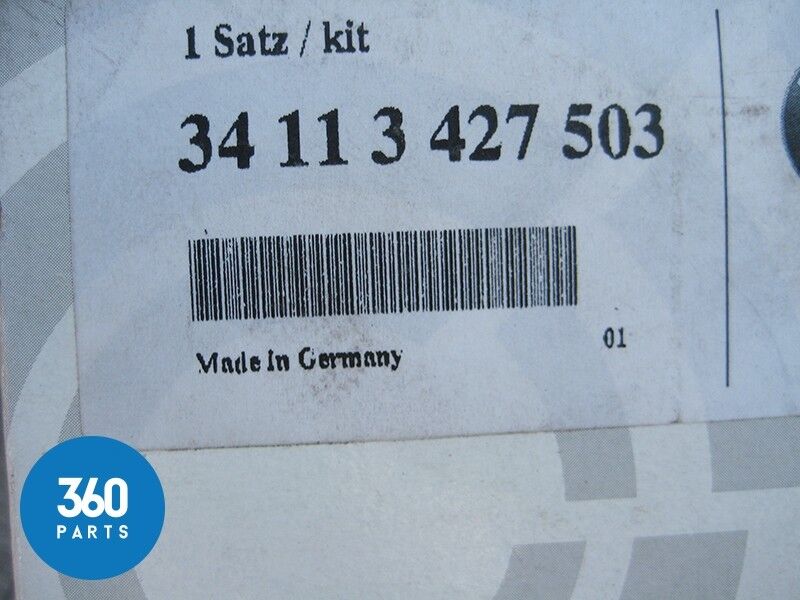 1 Satz / kit
34 11 3 427 503
Made in Germany
01
360
PARTS